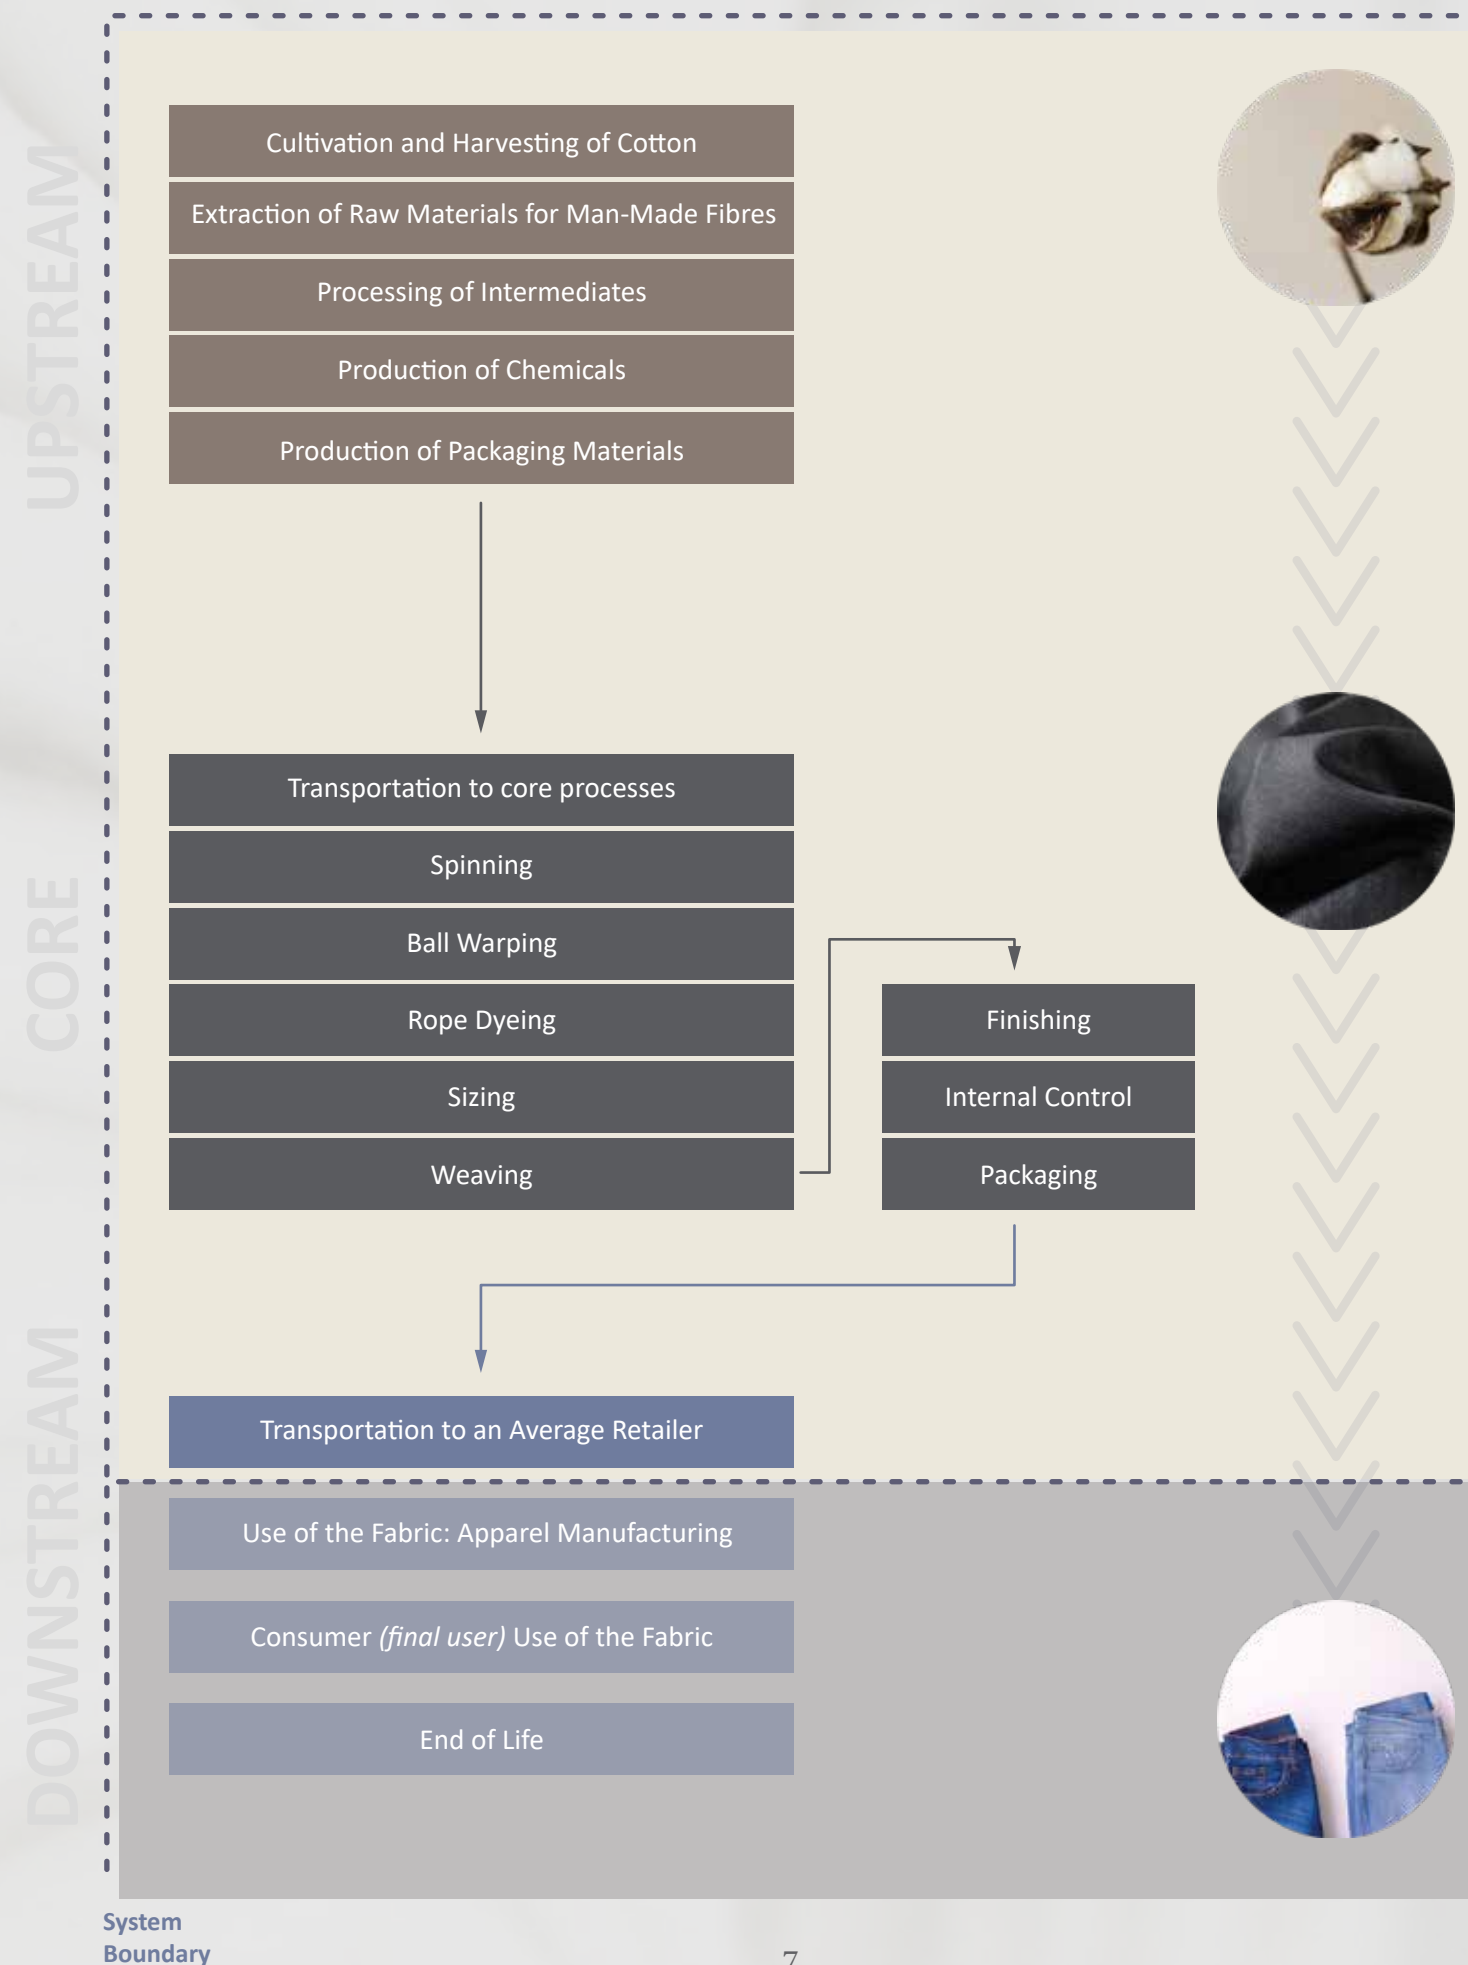 UPSTREAM
Cultivation and Harvesting of Cotton
Extraction of Raw Materials for Man-Made Fibres
Processing of Intermediates
Production of Chemicals
Production of Packaging Materials
CORE
Transportation to core processes
Spinning
Ball Warping
Rope Dyeing
Sizing
Weaving
Finishing
Internal Control
Packaging
DOWNSTREAM
Transportation to an Average Retailer
Use of the Fabric: Apparel Manufacturing
Consumer (final user) Use of the Fabric
End of Life
System
Boundary
7